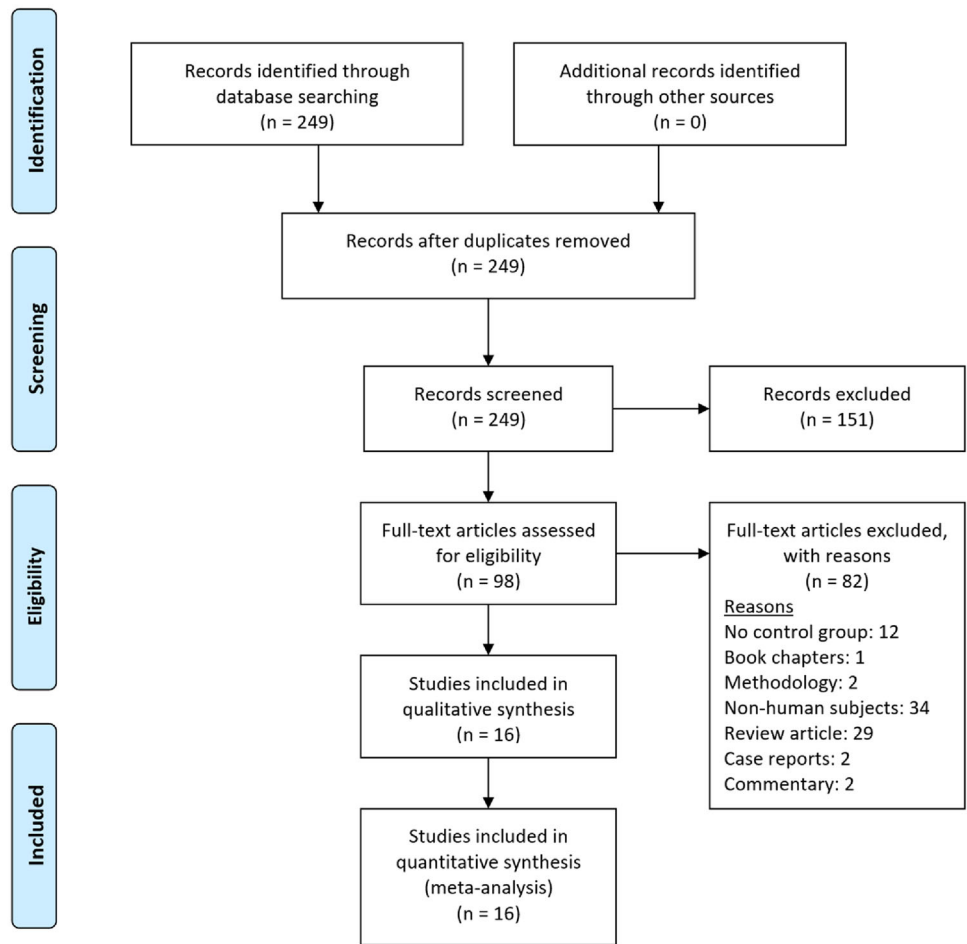 Identification
Records identified through
database searching
(n = 249)
Additional records identified
through other sources
(n = 0)
Records after duplicates removed
(n = 249)
Screening
Records screened
(n = 249)
Records excluded
(n = 151)
Eligibility
Full-text articles assessed
for eligibility
(n = 98)
Full-text articles excluded,
with reasons
(n = 82)
Reasons
No control group: 12
Book chapters: 1
Methodology: 2
Non-human subjects: 34
Review article: 29
Case reports: 2
Commentary: 2
Studies included in
qualitative synthesis
(n = 16)
Included
Studies included in
quantitative synthesis
(meta-analysis)
(n = 16)